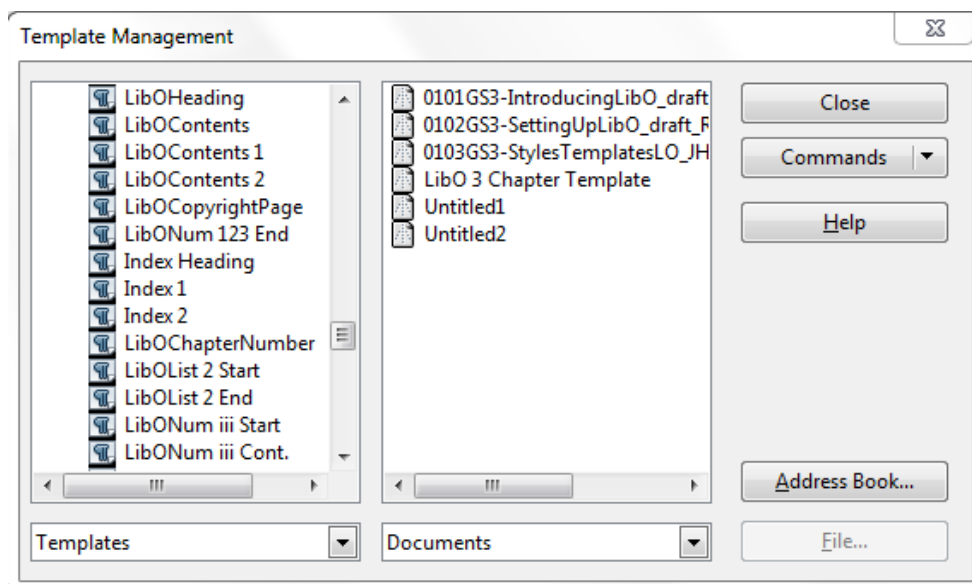 Template Management
LibOHeading
LibOContents
LibOContents 1
LibOContents 2
LibOCopyrightPage
LibONum 123 End
Index Heading
Index 1
Index 2
LibOChapterNumber
LibOList 2 Start
LibOList 2 End
LibONum iii Start
LibONum iii Cont.
Templates
0101GS3-IntroducingLibO_draft
0102GS3-SettingUpLibO_draft_R
0103GS3-StylesTemplatesLO_JH
LibO 3 Chapter Template
Untitled1
Untitled2
Documents
Close
Commands
Help
Address Book...
File...